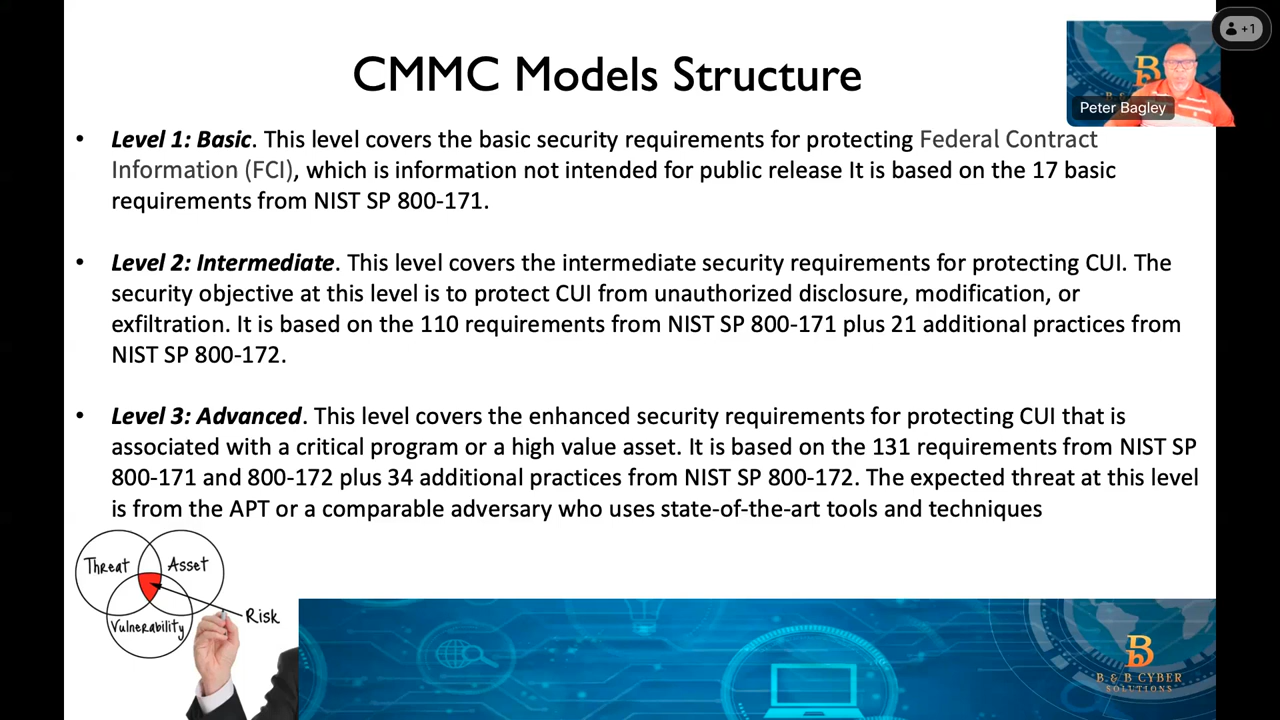 CMMC Models Structure
+1
Peter Bagley
• Level 1: Basic. This level covers the basic security requirements for protecting Federal Contract
Information (FCI), which is information not intended for public release It is based on the 17 basic
requirements from NIST SP 800-171.
• Level 2: Intermediate. This level covers the intermediate security requirements for protecting CUI. The
security objective at this level is to protect CUI from unauthorized disclosure, modification, or
exfiltration. It is based on the 110 requirements from NIST SP 800-171 plus 21 additional practices from
NIST SP 800-172.
• Level 3: Advanced. This level covers the enhanced security requirements for protecting CUI that is
associated with a critical program or a high value asset. It is based on the 131 requirements from NIST SP
800-171 and 800-172 plus 34 additional practices from NIST SP 800-172. The expected threat at this level
is from the APT or a comparable adversary who uses state-of-the-art tools and techniques
Threat
Asset
Vulnerability
Risk
B. & B CYBER
SOLUTIONS